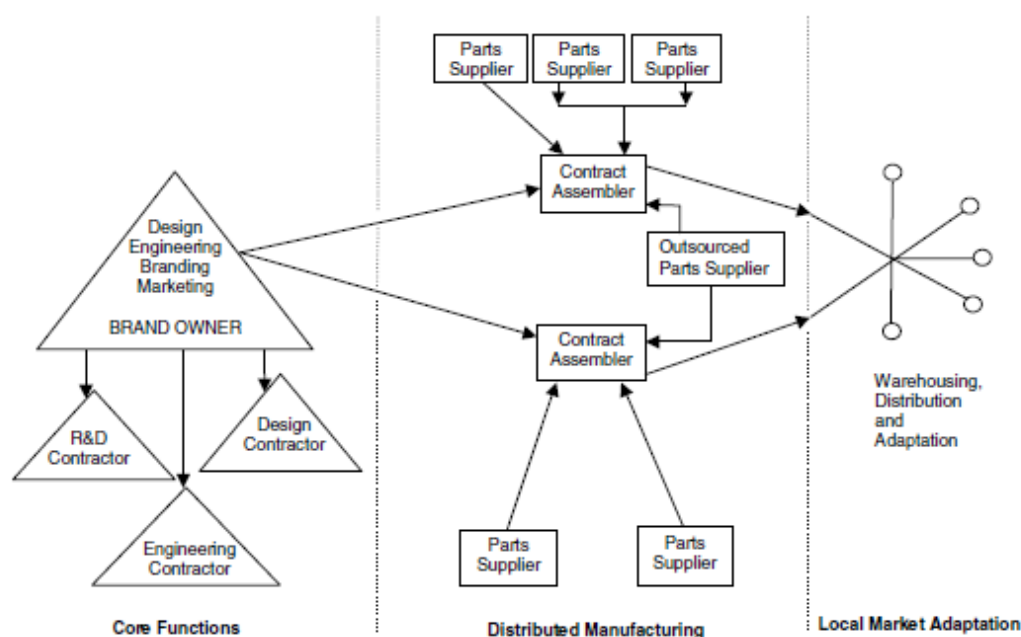 Parts
Supplier
Parts
Supplier
Parts
Supplier
Contract
Assembler
Design
Engineering
Branding
Marketing
BRAND OWNER
Outsourced
Parts Supplier
Contract
Assembler
Warehousing,
Distribution
and
Adaptation
R&D
Contractor
Design
Contractor
Engineering
Contractor
Parts
Supplier
Parts
Supplier
Core Functions
Distributed Manufacturing
Local Market Adaptation